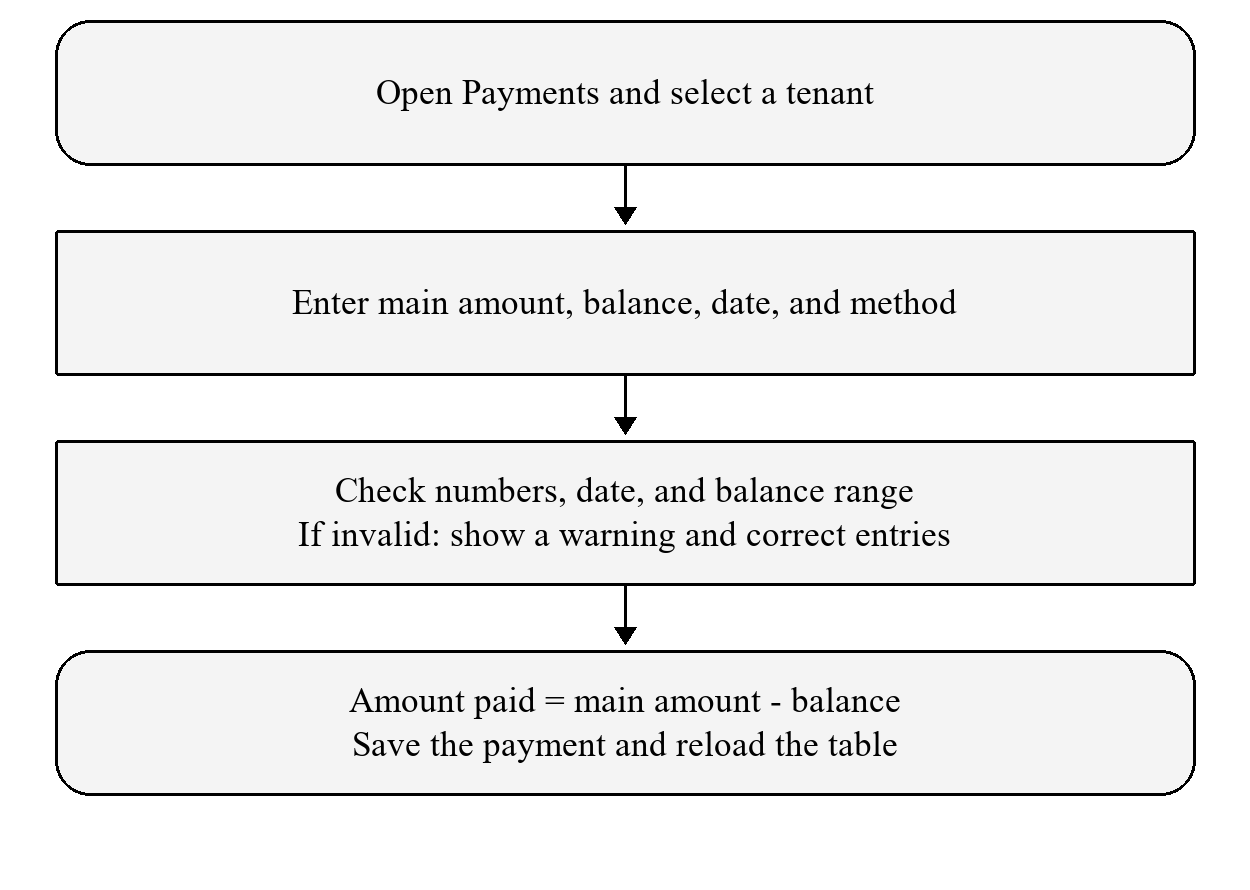 Open Payments and select a tenant
Enter main amount, balance, date, and method
Check numbers, date, and balance range
If invalid: show a warning and correct entries
Amount paid = main amount - balance
Save the payment and reload the table